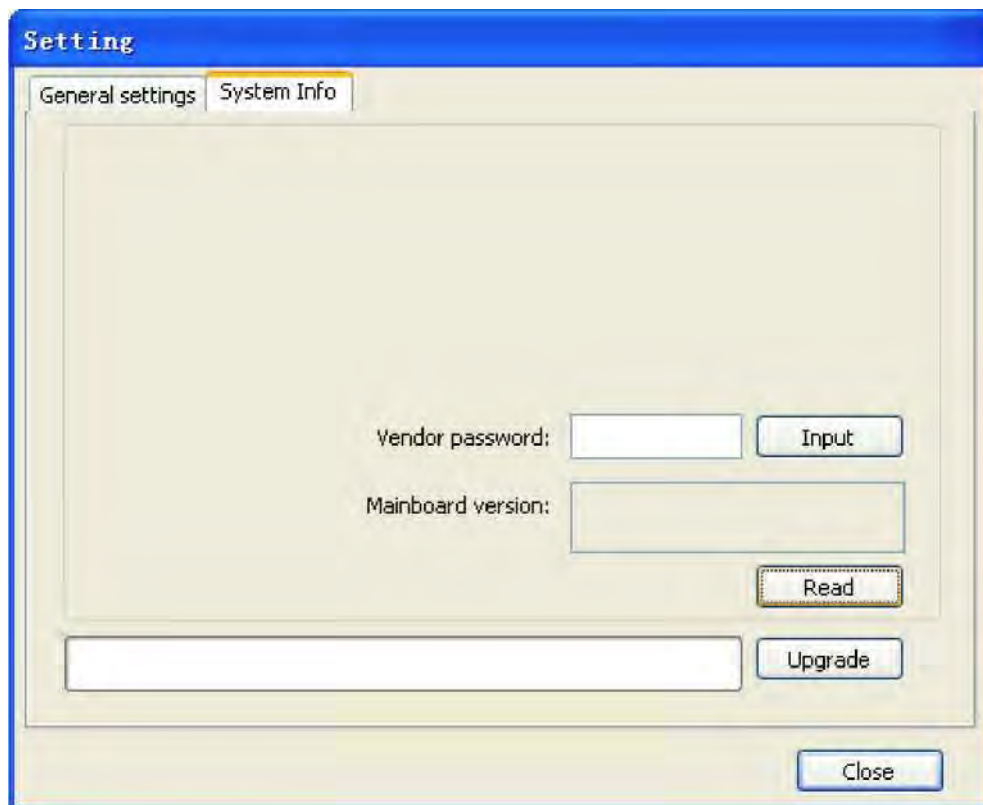 Setting
General settings System Info
Vendor password: Input
Mainboard version:
Read
Upgrade
Close